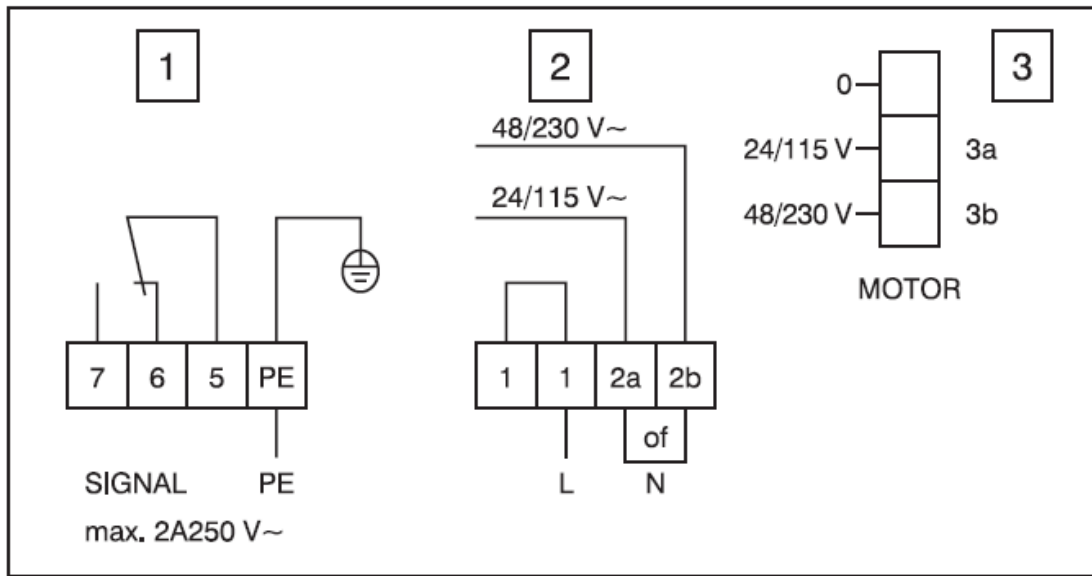 1
7 6 5 PE
SIGNAL PE
max. 2A250 V~
2
48/230 V~
24/115 V~
1 1 2a 2b
of
L N
3
0
24/115 V 3a
48/230 V 3b
MOTOR